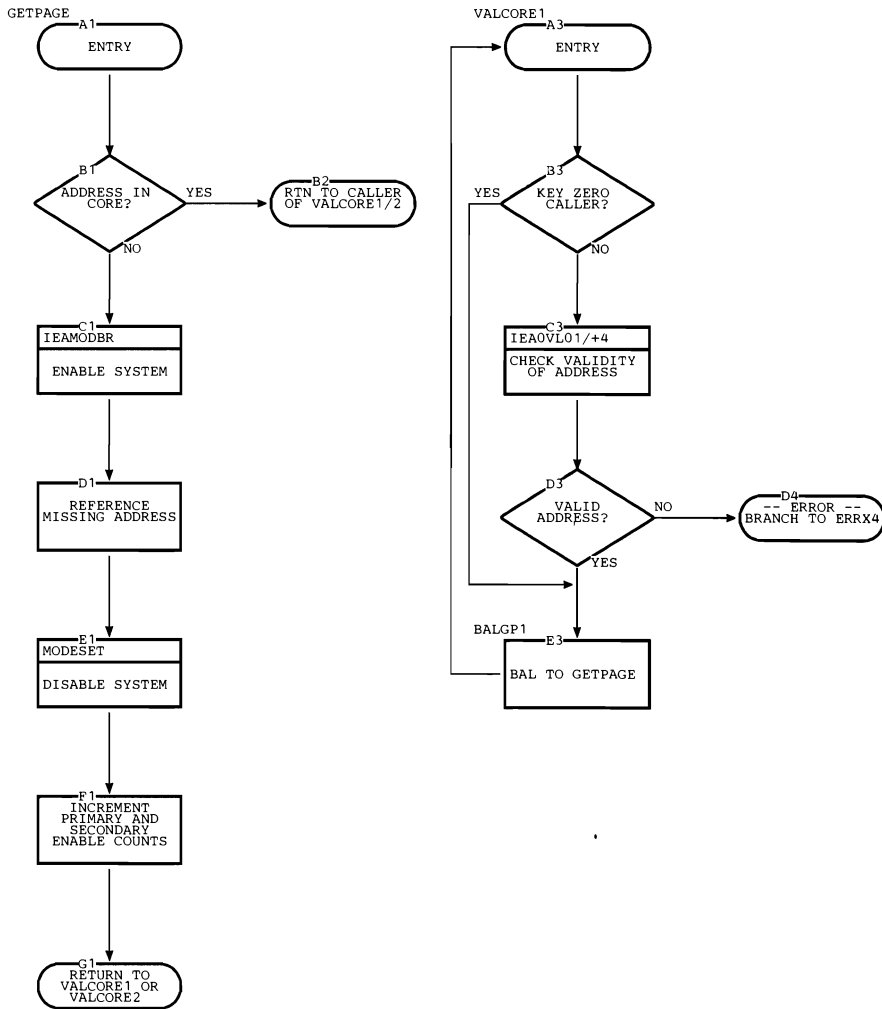 GETPAGE
A1
ENTRY
B1
ADDRESS IN
CORE?
YES
NO
B2
RTN TO CALLER
OF VALCORE1/2
C1
IEAMODBR
ENABLE SYSTEM
D1
REFERENCE
MISSING ADDRESS
E1
MODESET
DISABLE SYSTEM
F1
INCREMENT
PRIMARY AND
SECONDARY
ENABLE COUNTS
G1
RETURN TO
VALCORE1 OR
VALCORE2
VALCORE1
A3
ENTRY
B3
KEY ZERO
CALLER?
YES
NO
C3
IEA0VL01/+4
CHECK VALIDITY
OF ADDRESS
D3
VALID
ADDRESS?
NO
YES
D4
-- ERROR --
BRANCH TO ERRX4
BALGP1
E3
BAL TO GETPAGE